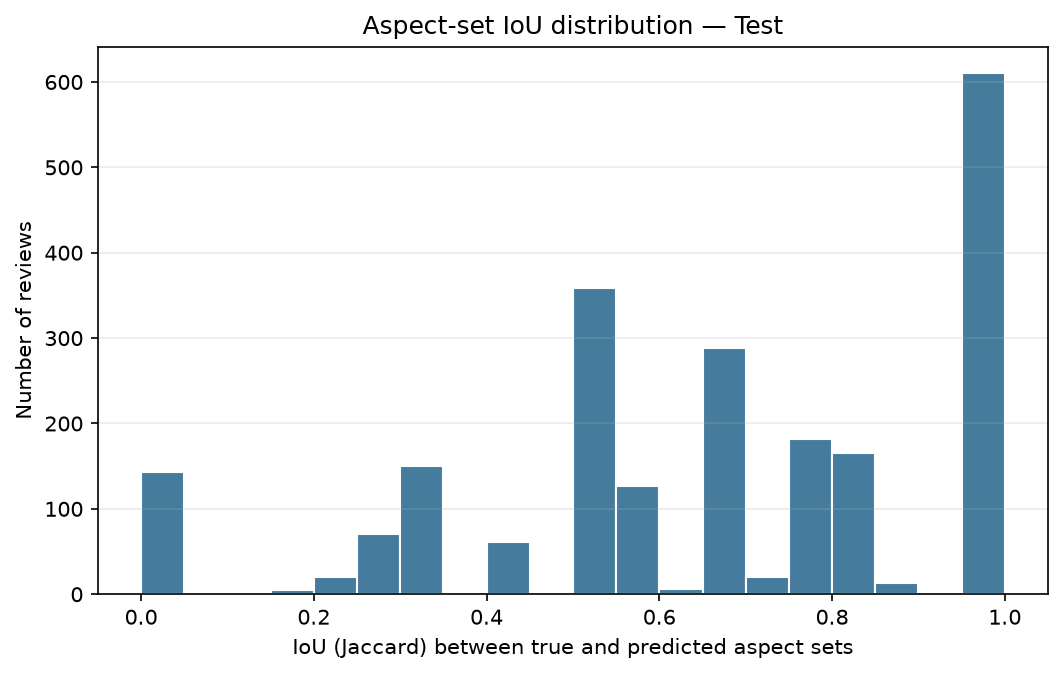 Aspect-set IoU distribution — Test
600
500
400
300
200
100
0
Number of reviews
0.0 0.2 0.4 0.6 0.8 1.0
IoU (Jaccard) between true and predicted aspect sets